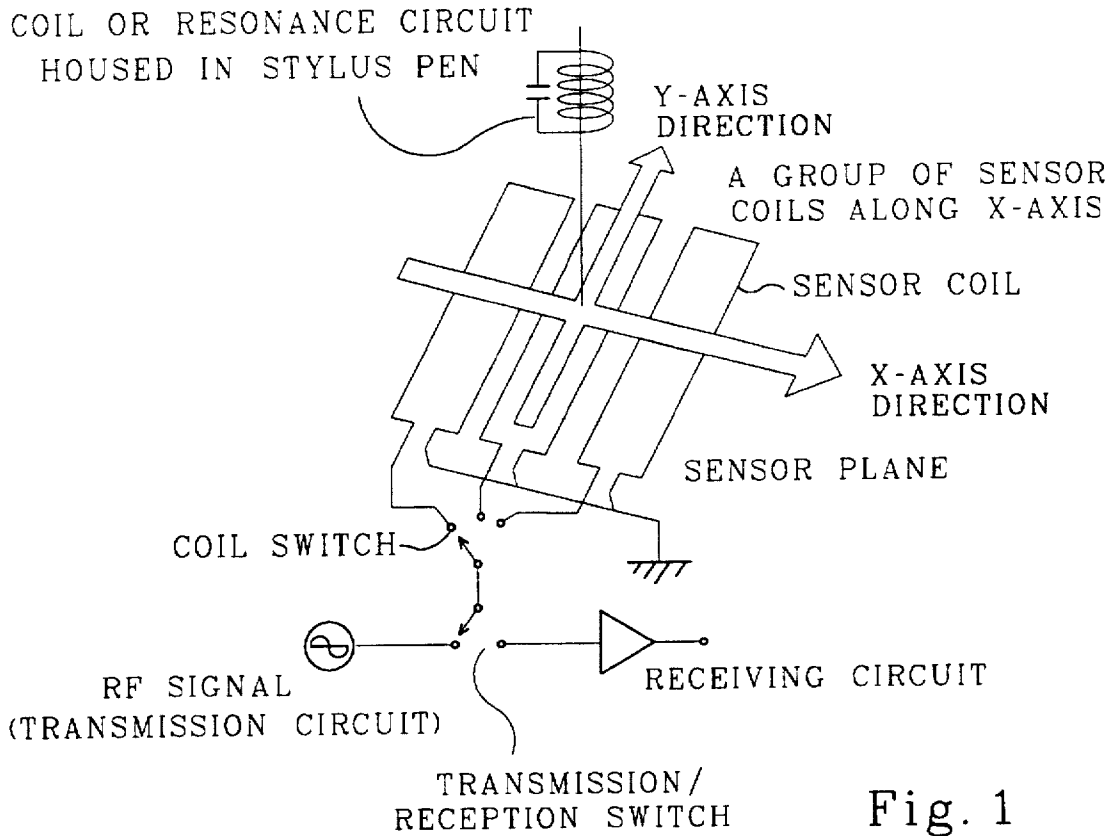 COIL OR RESONANCE CIRCUIT
HOUSED IN STYLUS PEN
Y-AXIS
DIRECTION
A GROUP OF SENSOR
COILS ALONG X-AXIS
SENSOR COIL
X-AXIS
DIRECTION
SENSOR PLANE
COIL SWITCH
RF SIGNAL
(TRANSMISSION CIRCUIT)
RECEIVING CIRCUIT
TRANSMISSION/
RECEPTION SWITCH
Fig. 1